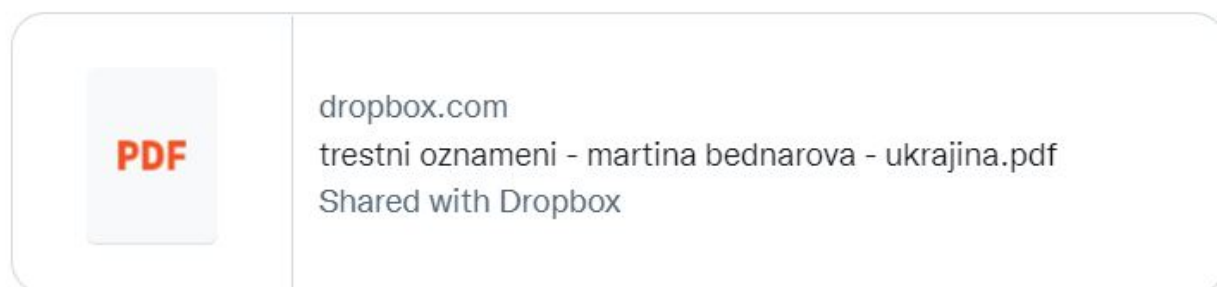 PDF
dropbox.com
trestni oznameni - martina bednarova - ukrajina.pdf
Shared with Dropbox